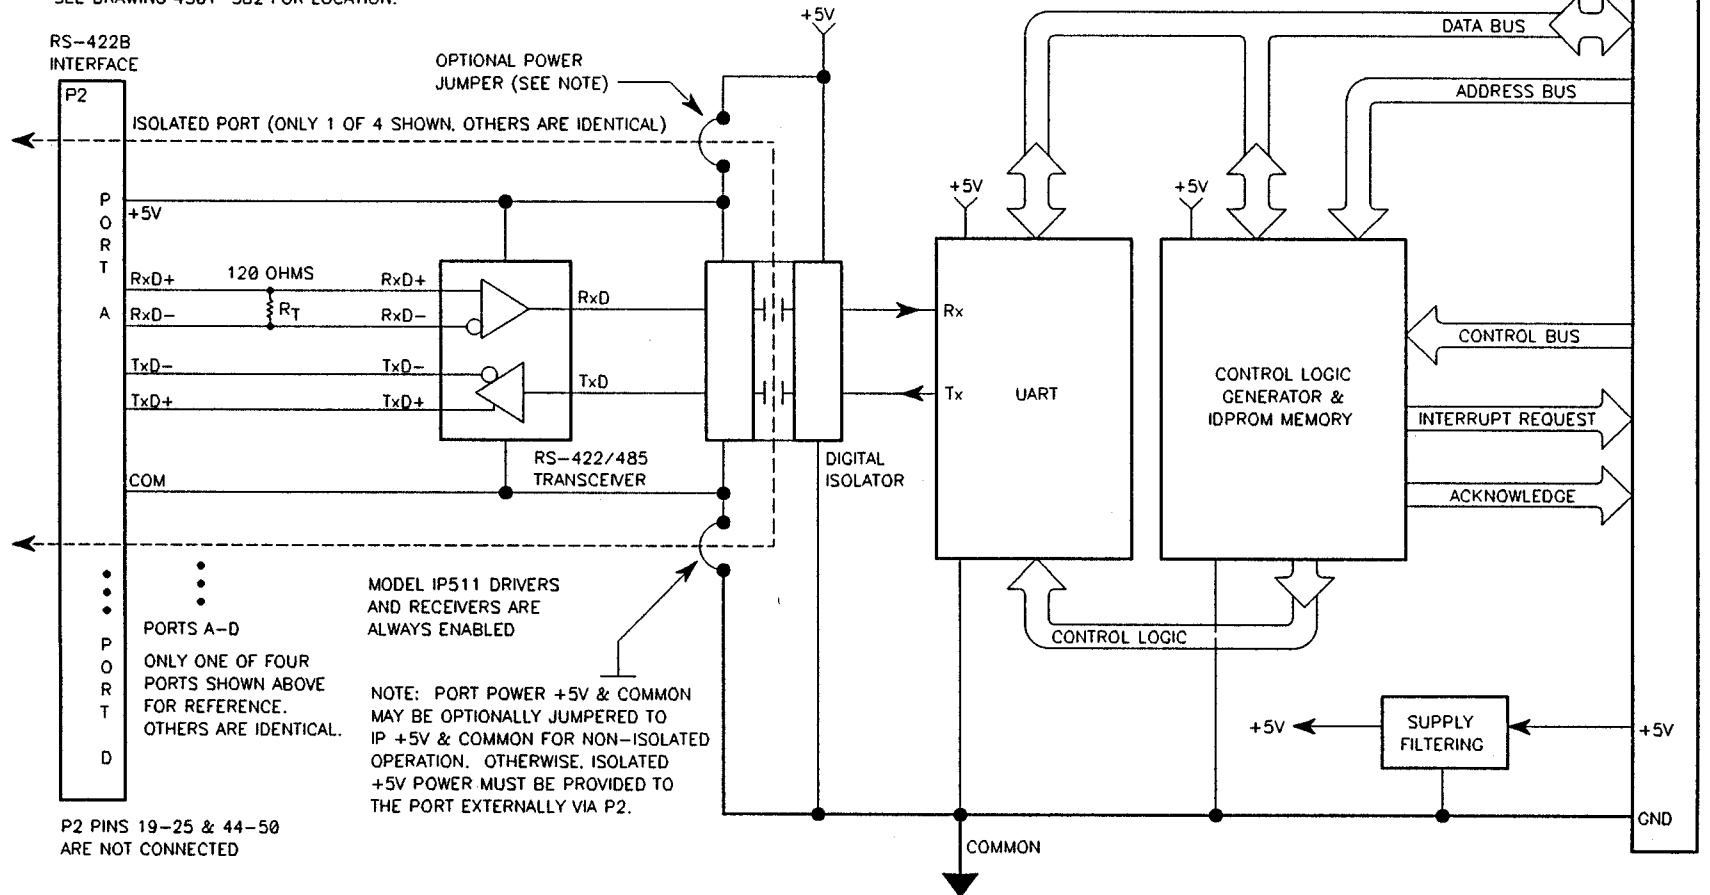 RS-422B
INTERFACE
P2
OPTIONAL POWER
JUMPER (SEE NOTE)
+5V
ISOLATED PORT (ONLY 1 OF 4 SHOWN. OTHERS ARE IDENTICAL)
DATA BUS
ADDRESS BUS
PORT A
+5V
+5V
+5V
RxD+
120 OHMS
RxD+
RxD
RT
RxD-
RxD-
TxD-
TxD-
TxD
TxD+
TxD+
Rx
Tx
UART
CONTROL LOGIC
GENERATOR &
IDPROM MEMORY
CONTROL BUS
INTERRUPT REQUEST
ACKNOWLEDGE
RS-422/485
TRANSCEIVER
DIGITAL
ISOLATOR
COM
MODEL IP511 DRIVERS
AND RECEIVERS ARE
ALWAYS ENABLED
CONTROL LOGIC
PORTS A-D
ONLY ONE OF FOUR
PORTS SHOWN ABOVE
FOR REFERENCE.
OTHERS ARE IDENTICAL.
PORT D
NOTE: PORT POWER +5V & COMMON
MAY BE OPTIONALLY JUMPERED TO
IP +5V & COMMON FOR NON-ISOLATED
OPERATION. OTHERWISE, ISOLATED
+5V POWER MUST BE PROVIDED TO
THE PORT EXTERNALLY VIA P2.
+5V
SUPPLY
FILTERING
+5V
GND
COMMON
P2 PINS 19-25 & 44-50
ARE NOT CONNECTED